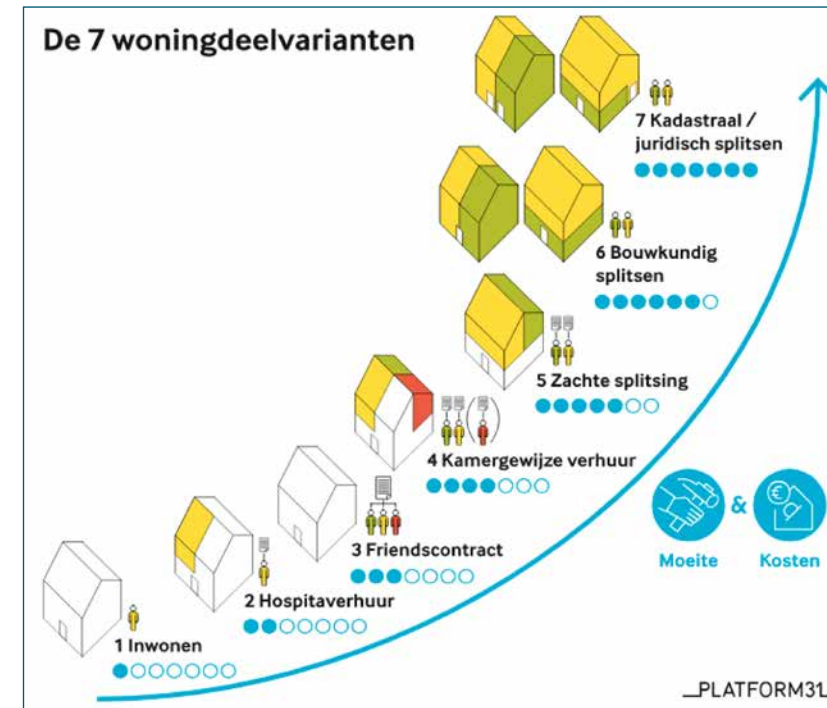 De 7 woningdeelvarianten
7 Kadastraal /
juridisch splitsen
6 Bouwkundig
splitsen
5 Zachte splitsing
4 Kamergewijze verhuur
3 Friendscontract
2 Hospitaverhuur
1 Inwonen
&
€
Moeite
Kosten
_PLATFORM31